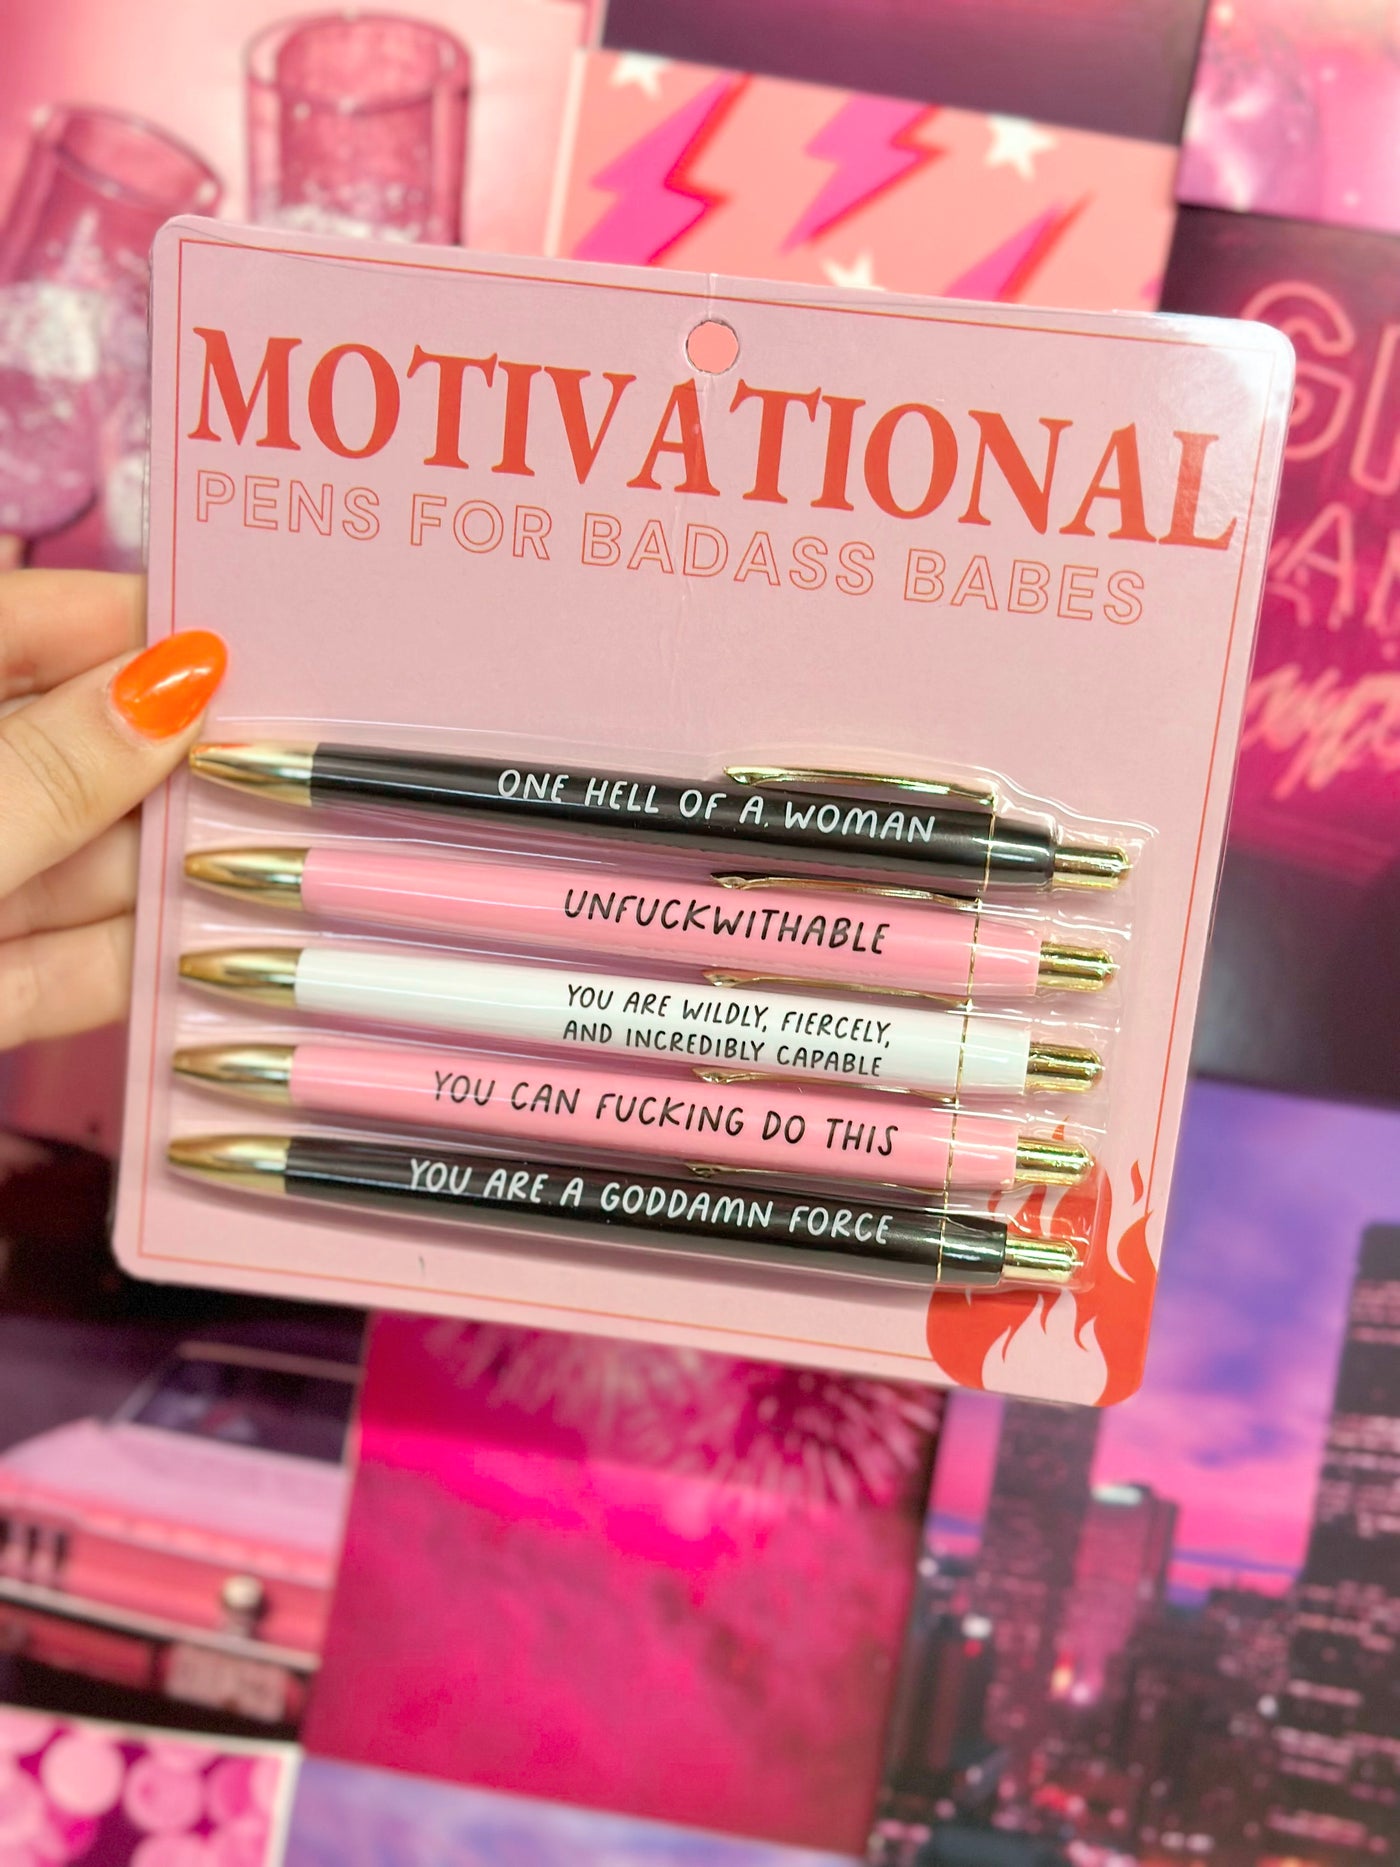 MOTIVATIONAL
PENS FOR BADASS BABES
ONE HELL OF A WOMAN
UNFUCKWITHABLE
YOU ARE WILDLY, FIERCELY,
AND INCREDIBLY CAPABLE
YOU CAN FUCKING DO THIS
YOU ARE A GODDAMN FORCE